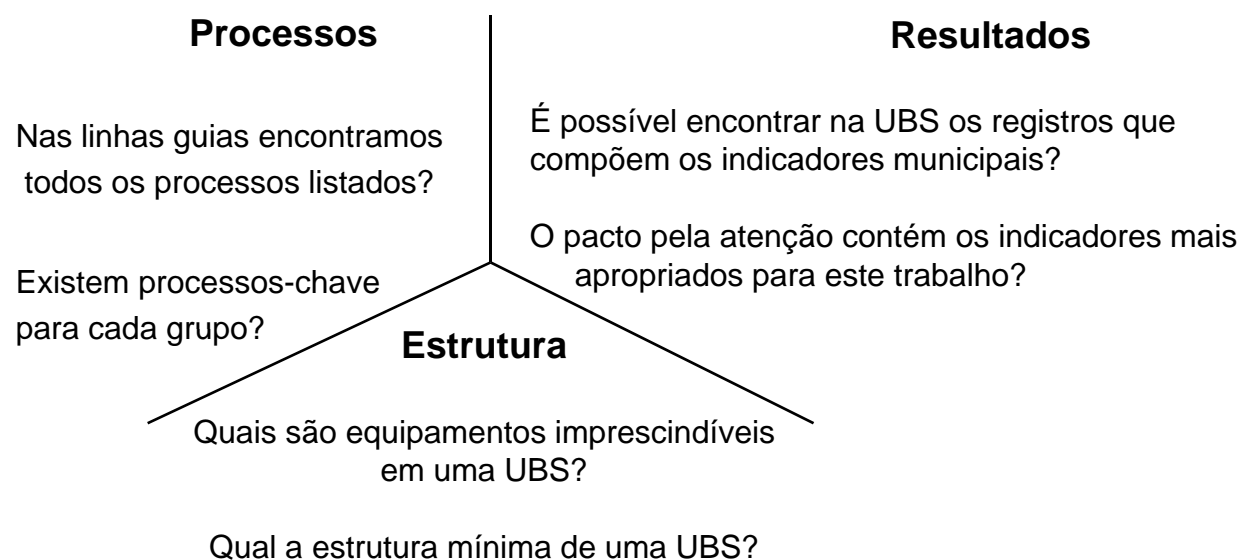 Processos
Nas linhas guias encontramos
todos os processos listados?
Existem processos-chave
para cada grupo?
Resultados
É possível encontrar na UBS os registros que
compõem os indicadores municipais?
O pacto pela atenção contém os indicadores mais
apropriados para este trabalho?
Estrutura
Quais são equipamentos imprescindíveis
em uma UBS?
Qual a estrutura mínima de uma UBS?